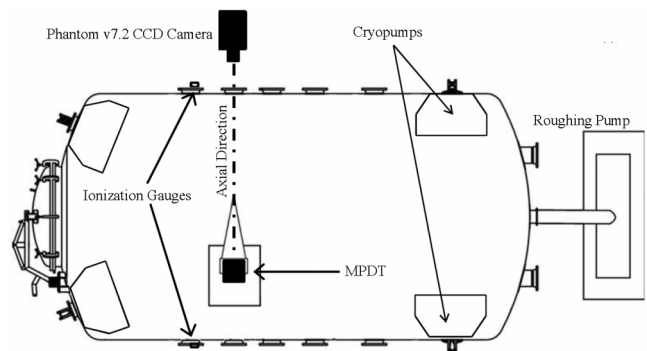 Phantom v7.2 CCD Camera
Cryopumps
Roughing Pump
Axial Direction
Ionization Gauges
MPDT